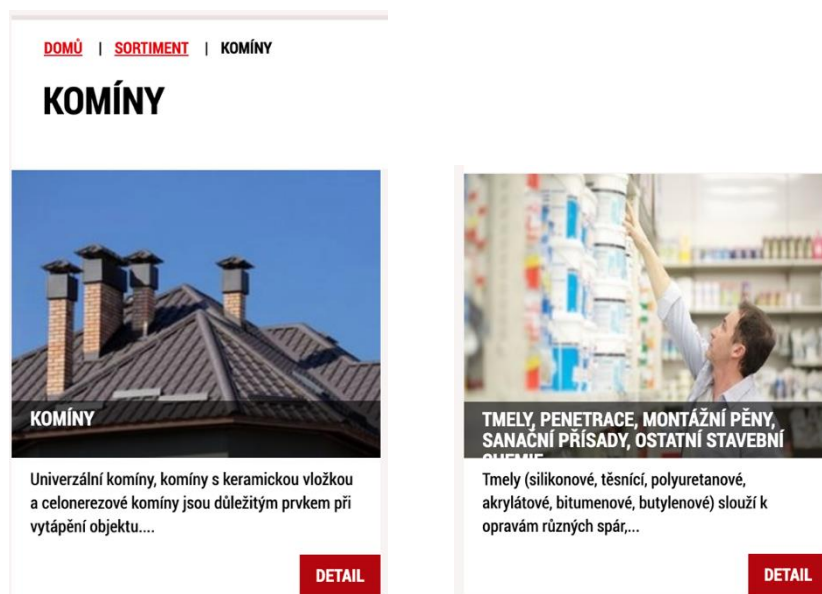 DOMŮ | SORTIMENT | KOMÍNY
KOMÍNY
KOMÍNY
Univerzální komíny, komíny s keramickou vložkou
a celonerezové komíny jsou důležitým prvkem při
vytápění objektu....
DETAIL
TMELY, PENETRACE, MONTÁŽNÍ PĚNY,
SANAČNÍ PŘÍSADY, OSTATNÍ STAVEBNÍ
Tmely (silikonové, těsnící, polyuretanové,
akrylátové, bitumenové, butylenové) slouží k
opravám různých spár,...
DETAIL